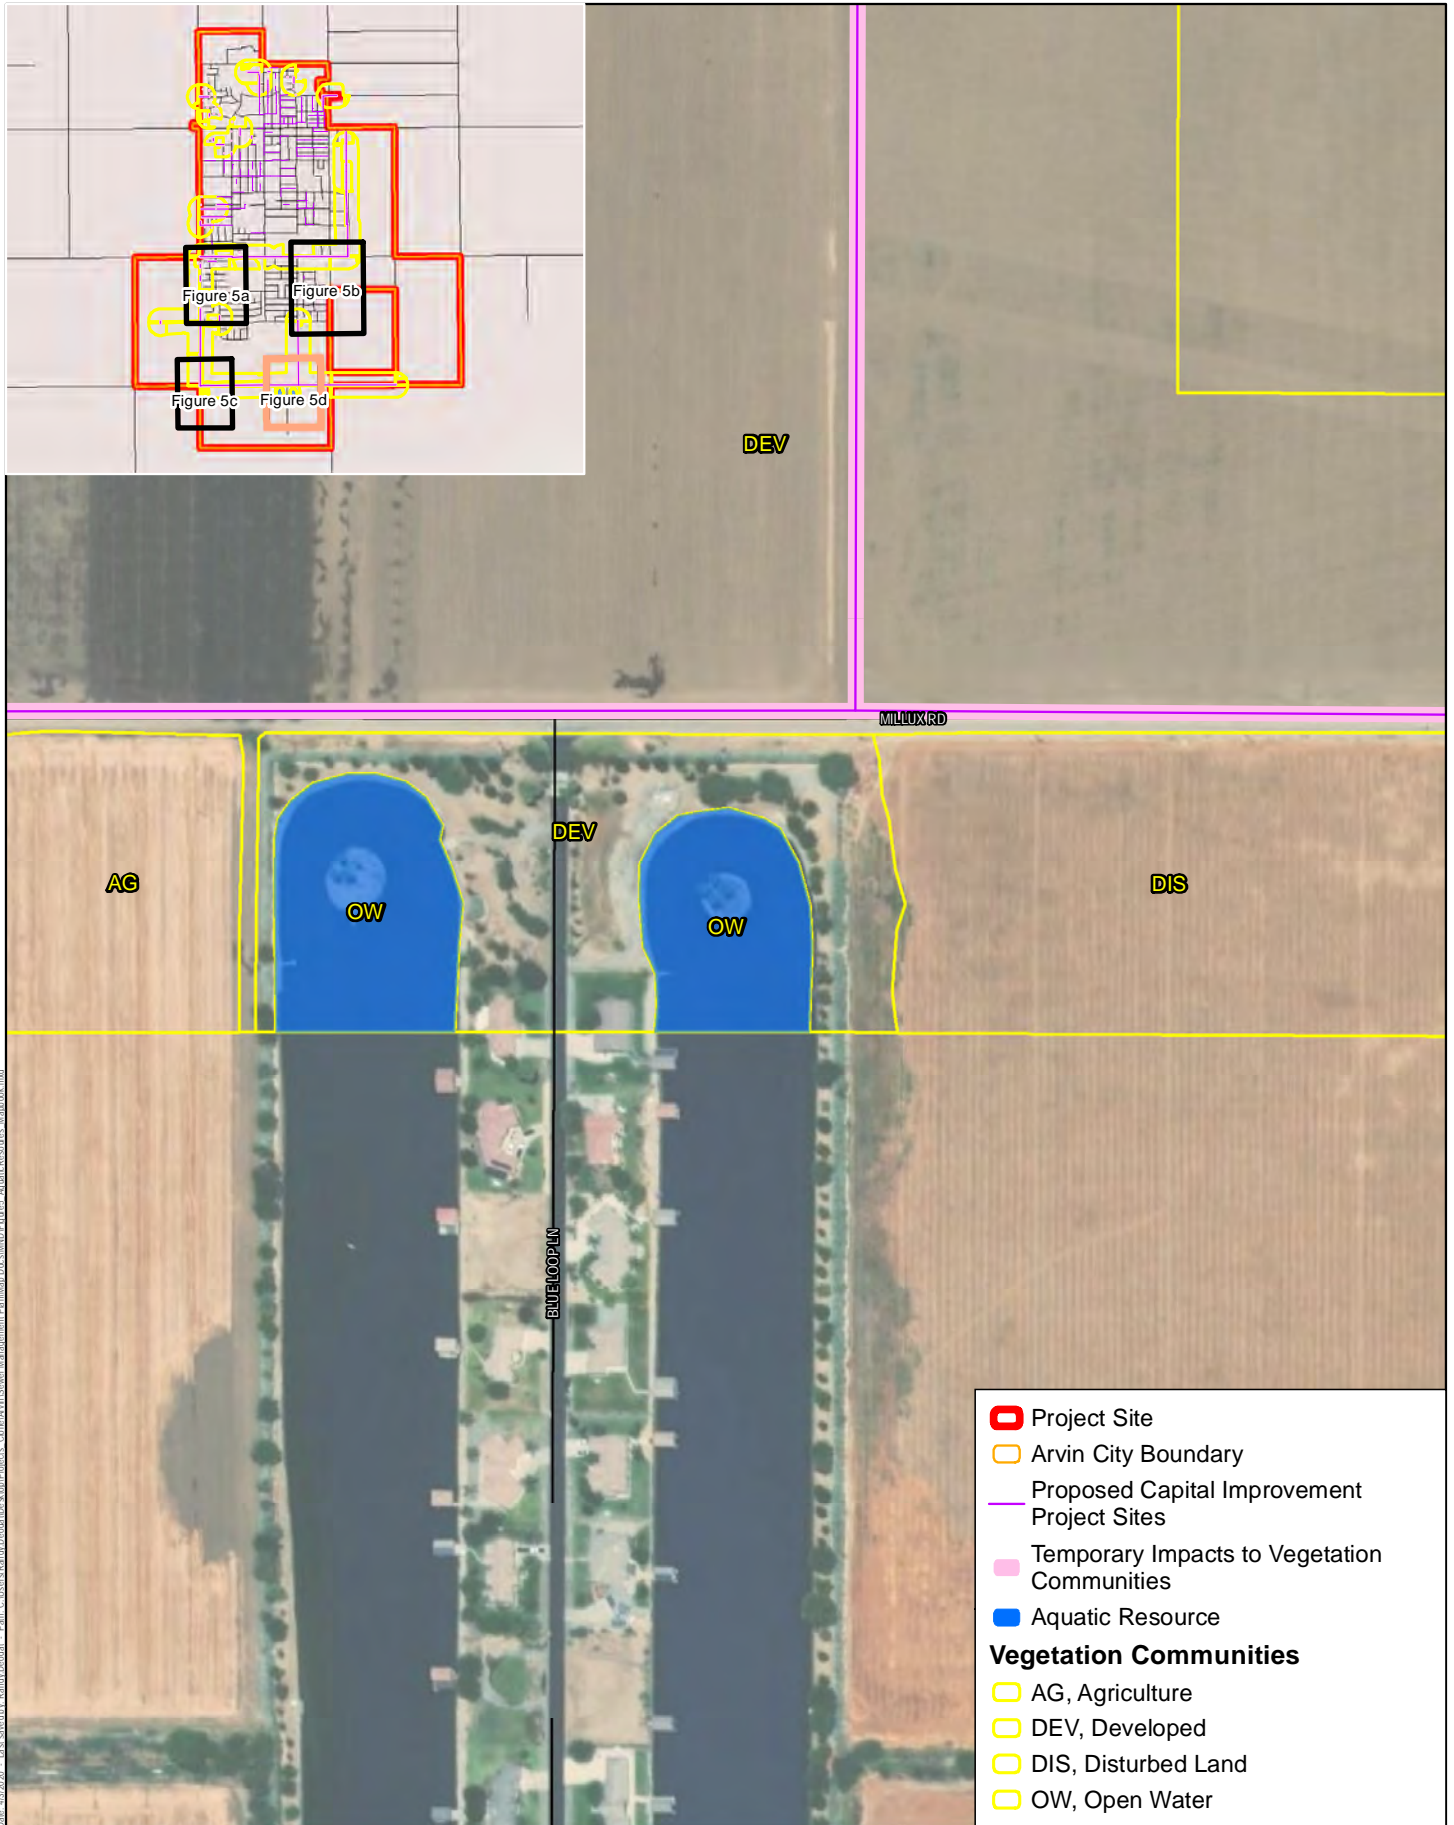 Figure 5a
Figure 5b
Figure 5c
Figure 5d
DEV
MILLUX RD
DEV
AG
OW
OW
DIS
BLUE LOOP LN
Project Site
Arvin City Boundary
Proposed Capital Improvement
Project Sites
Temporary Impacts to Vegetation
Communities
Aquatic Resource
Vegetation Communities
AG, Agriculture
DEV, Developed
DIS, Disturbed Land
OW, Open Water